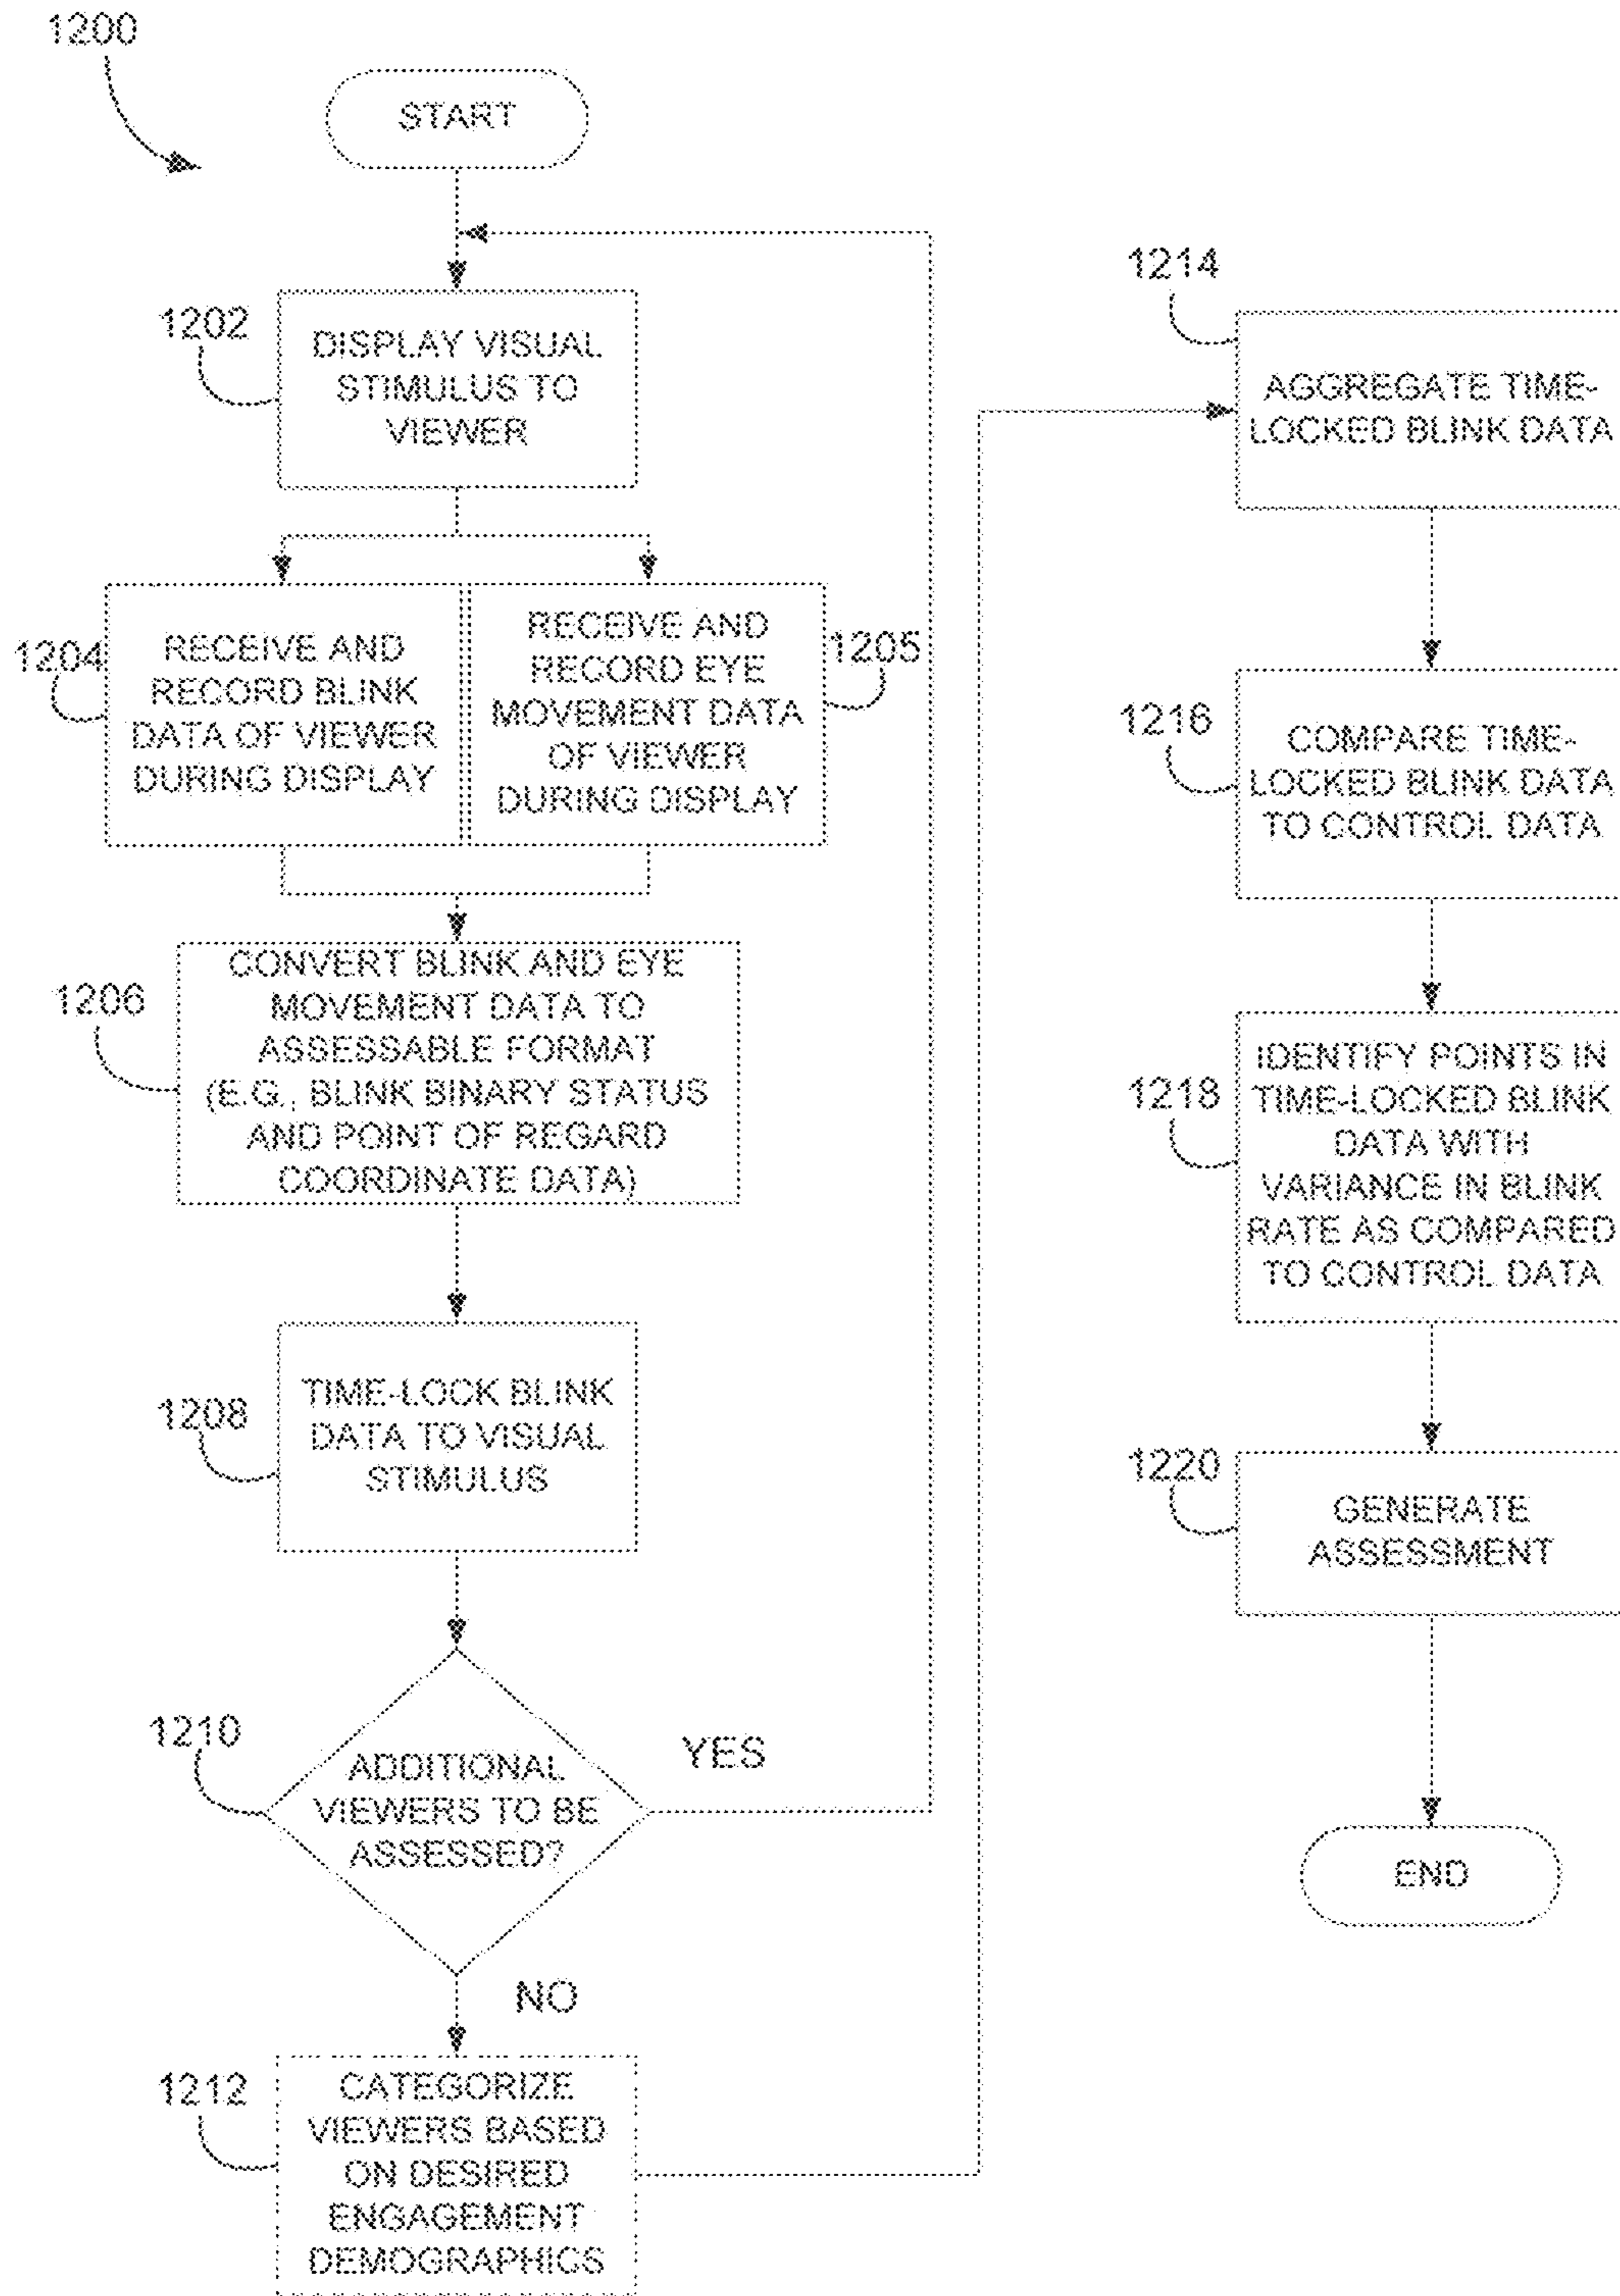 1200
START
1202
DISPLAY VISUAL
STIMULUS TO
VIEWER
1204
RECEIVE AND
RECORD BLINK
DATA OF VIEWER
DURING DISPLAY
RECEIVE AND
RECORD EYE
MOVEMENT DATA
OF VIEWER
DURING DISPLAY
1205
1206
CONVERT BLINK AND EYE
MOVEMENT DATA TO
ASSESSABLE FORMAT
(E.G., BLINK BINARY STATUS
AND POINT OF REGARD
COORDINATE DATA)
1208
TIME-LOCK BLINK
DATA TO VISUAL
STIMULUS
1210
ADDITIONAL
VIEWERS TO BE
ASSESSED?
YES
NO
1212
CATEGORIZE
VIEWERS BASED
ON DESIRED
ENGAGEMENT
DEMOGRAPHICS
1214
AGGREGATE TIME-
LOCKED BLINK DATA
1216
COMPARE TIME-
LOCKED BLINK DATA
TO CONTROL DATA
1218
IDENTIFY POINTS IN
TIME-LOCKED BLINK
DATA WITH
VARIANCE IN BLINK
RATE AS COMPARED
TO CONTROL DATA
1220
GENERATE
ASSESSMENT
END